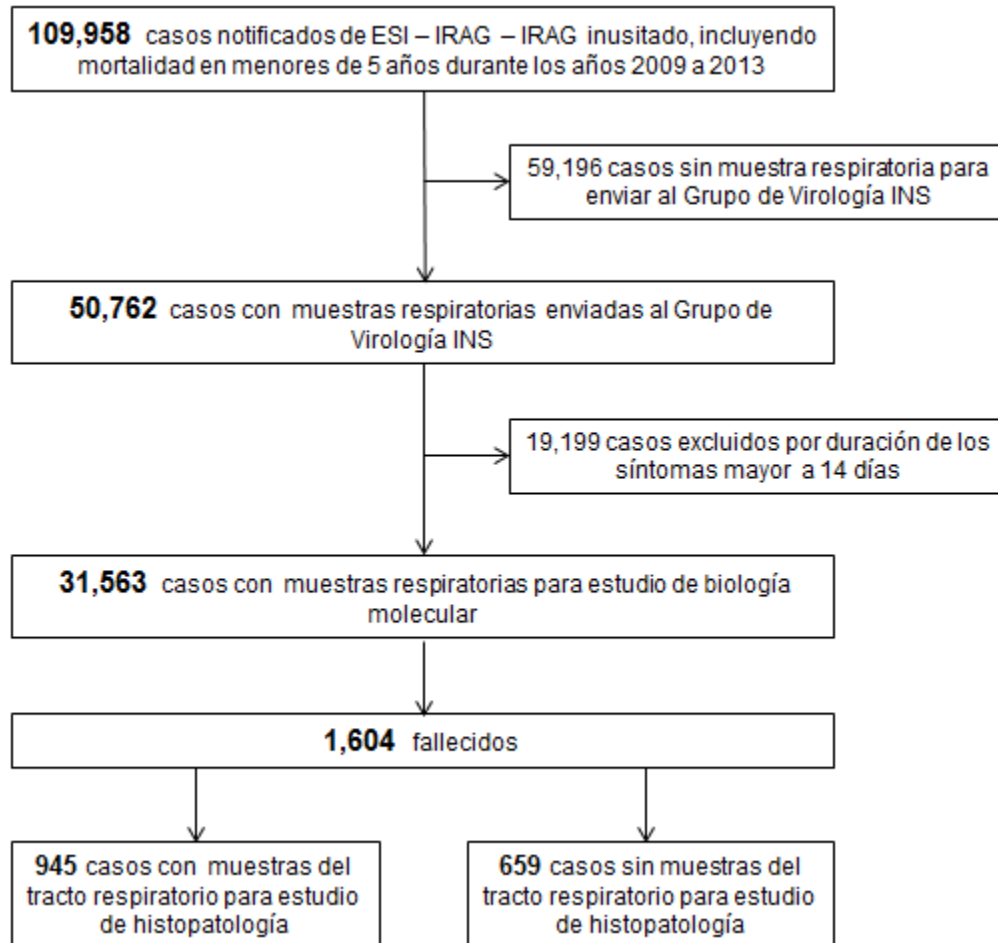 109,958 casos notificados de ESI – IRAG – IRAG inusitado, incluyendo
mortalidad en menores de 5 años durante los años 2009 a 2013
59,196 casos sin muestra respiratoria para
enviar al Grupo de Virología INS
50,762 casos con muestras respiratorias enviadas al Grupo de
Virología INS
19,199 casos excluidos por duración de los
síntomas mayor a 14 días
31,563 casos con muestras respiratorias para estudio de biología
molecular
1,604 fallecidos
945 casos con muestras del
tracto respiratorio para estudio
de histopatología
659 casos sin muestras del
tracto respiratorio para estudio
de histopatología